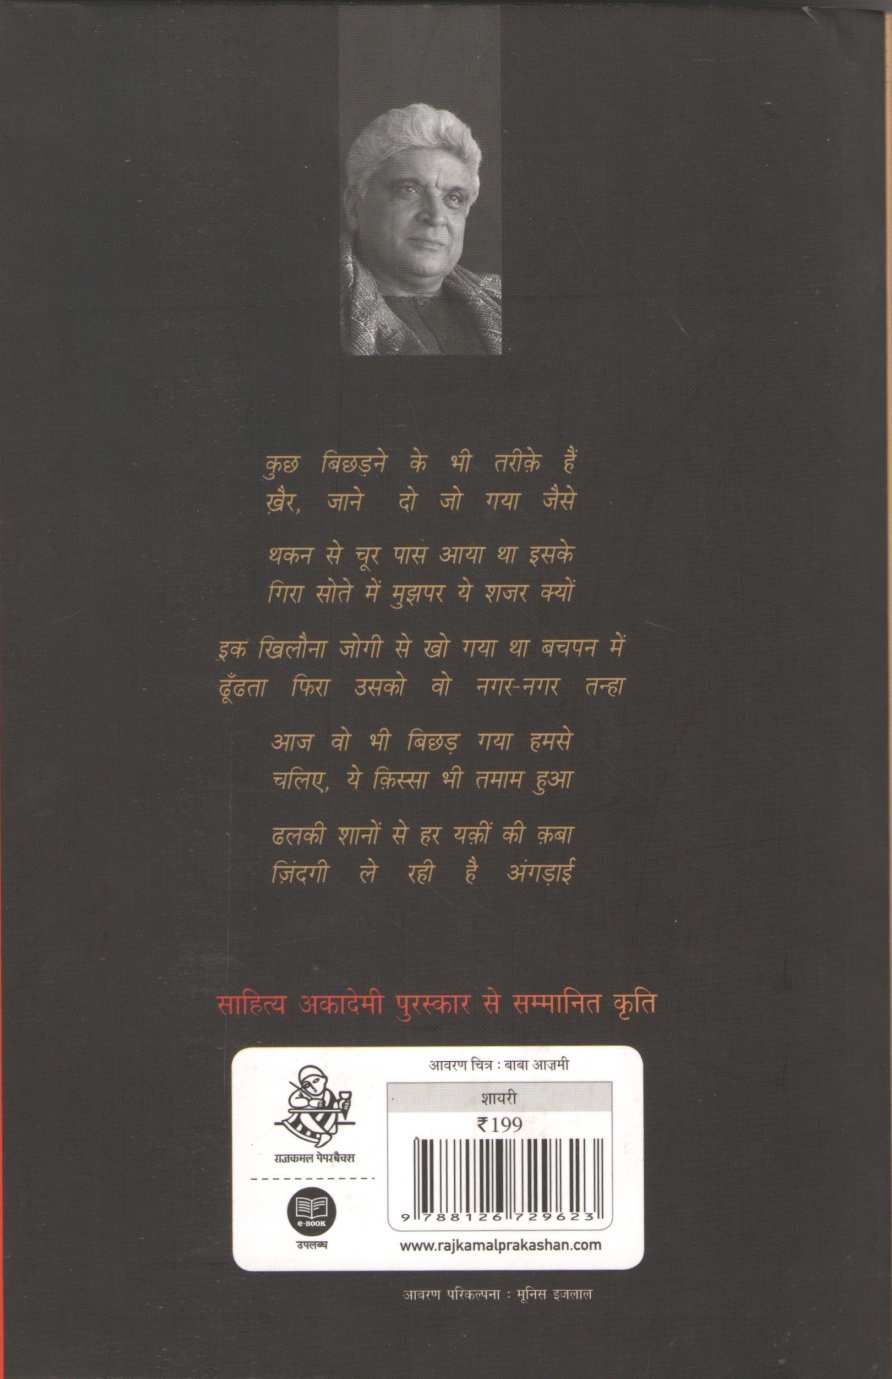 कुछ बिछड़ने के भी तरीक़े हैं
ख़ैर, जाने दो जो गया जैसे
थकन से चूर पास आया था इसके
गिरा सोते में मुझपर ये शजर क्यों
इक खिलौना जोगी से खो गया था बचपन में
ढूँढता फिरा उसको वो नगर-नगर तन्हा
आज वो भी बिछड़ गया हमसे
चलिए, ये क़िस्सा भी तमाम हुआ
ढलकी शानों से हर यक़ीं की क़बा
ज़िंदगी ले रही है अंगड़ाई
साहित्य अकादेमी पुरस्कार से सम्मानित कृति
आवरण चित्र : बाबा आज़मी
शायरी
₹199
राजकमल पेपरबैक्स
e-BOOK
उपलब्ध
9 788126 729623
www.rajkamalprakashan.com
आवरण परिकल्पना : मूनिस इजलाल